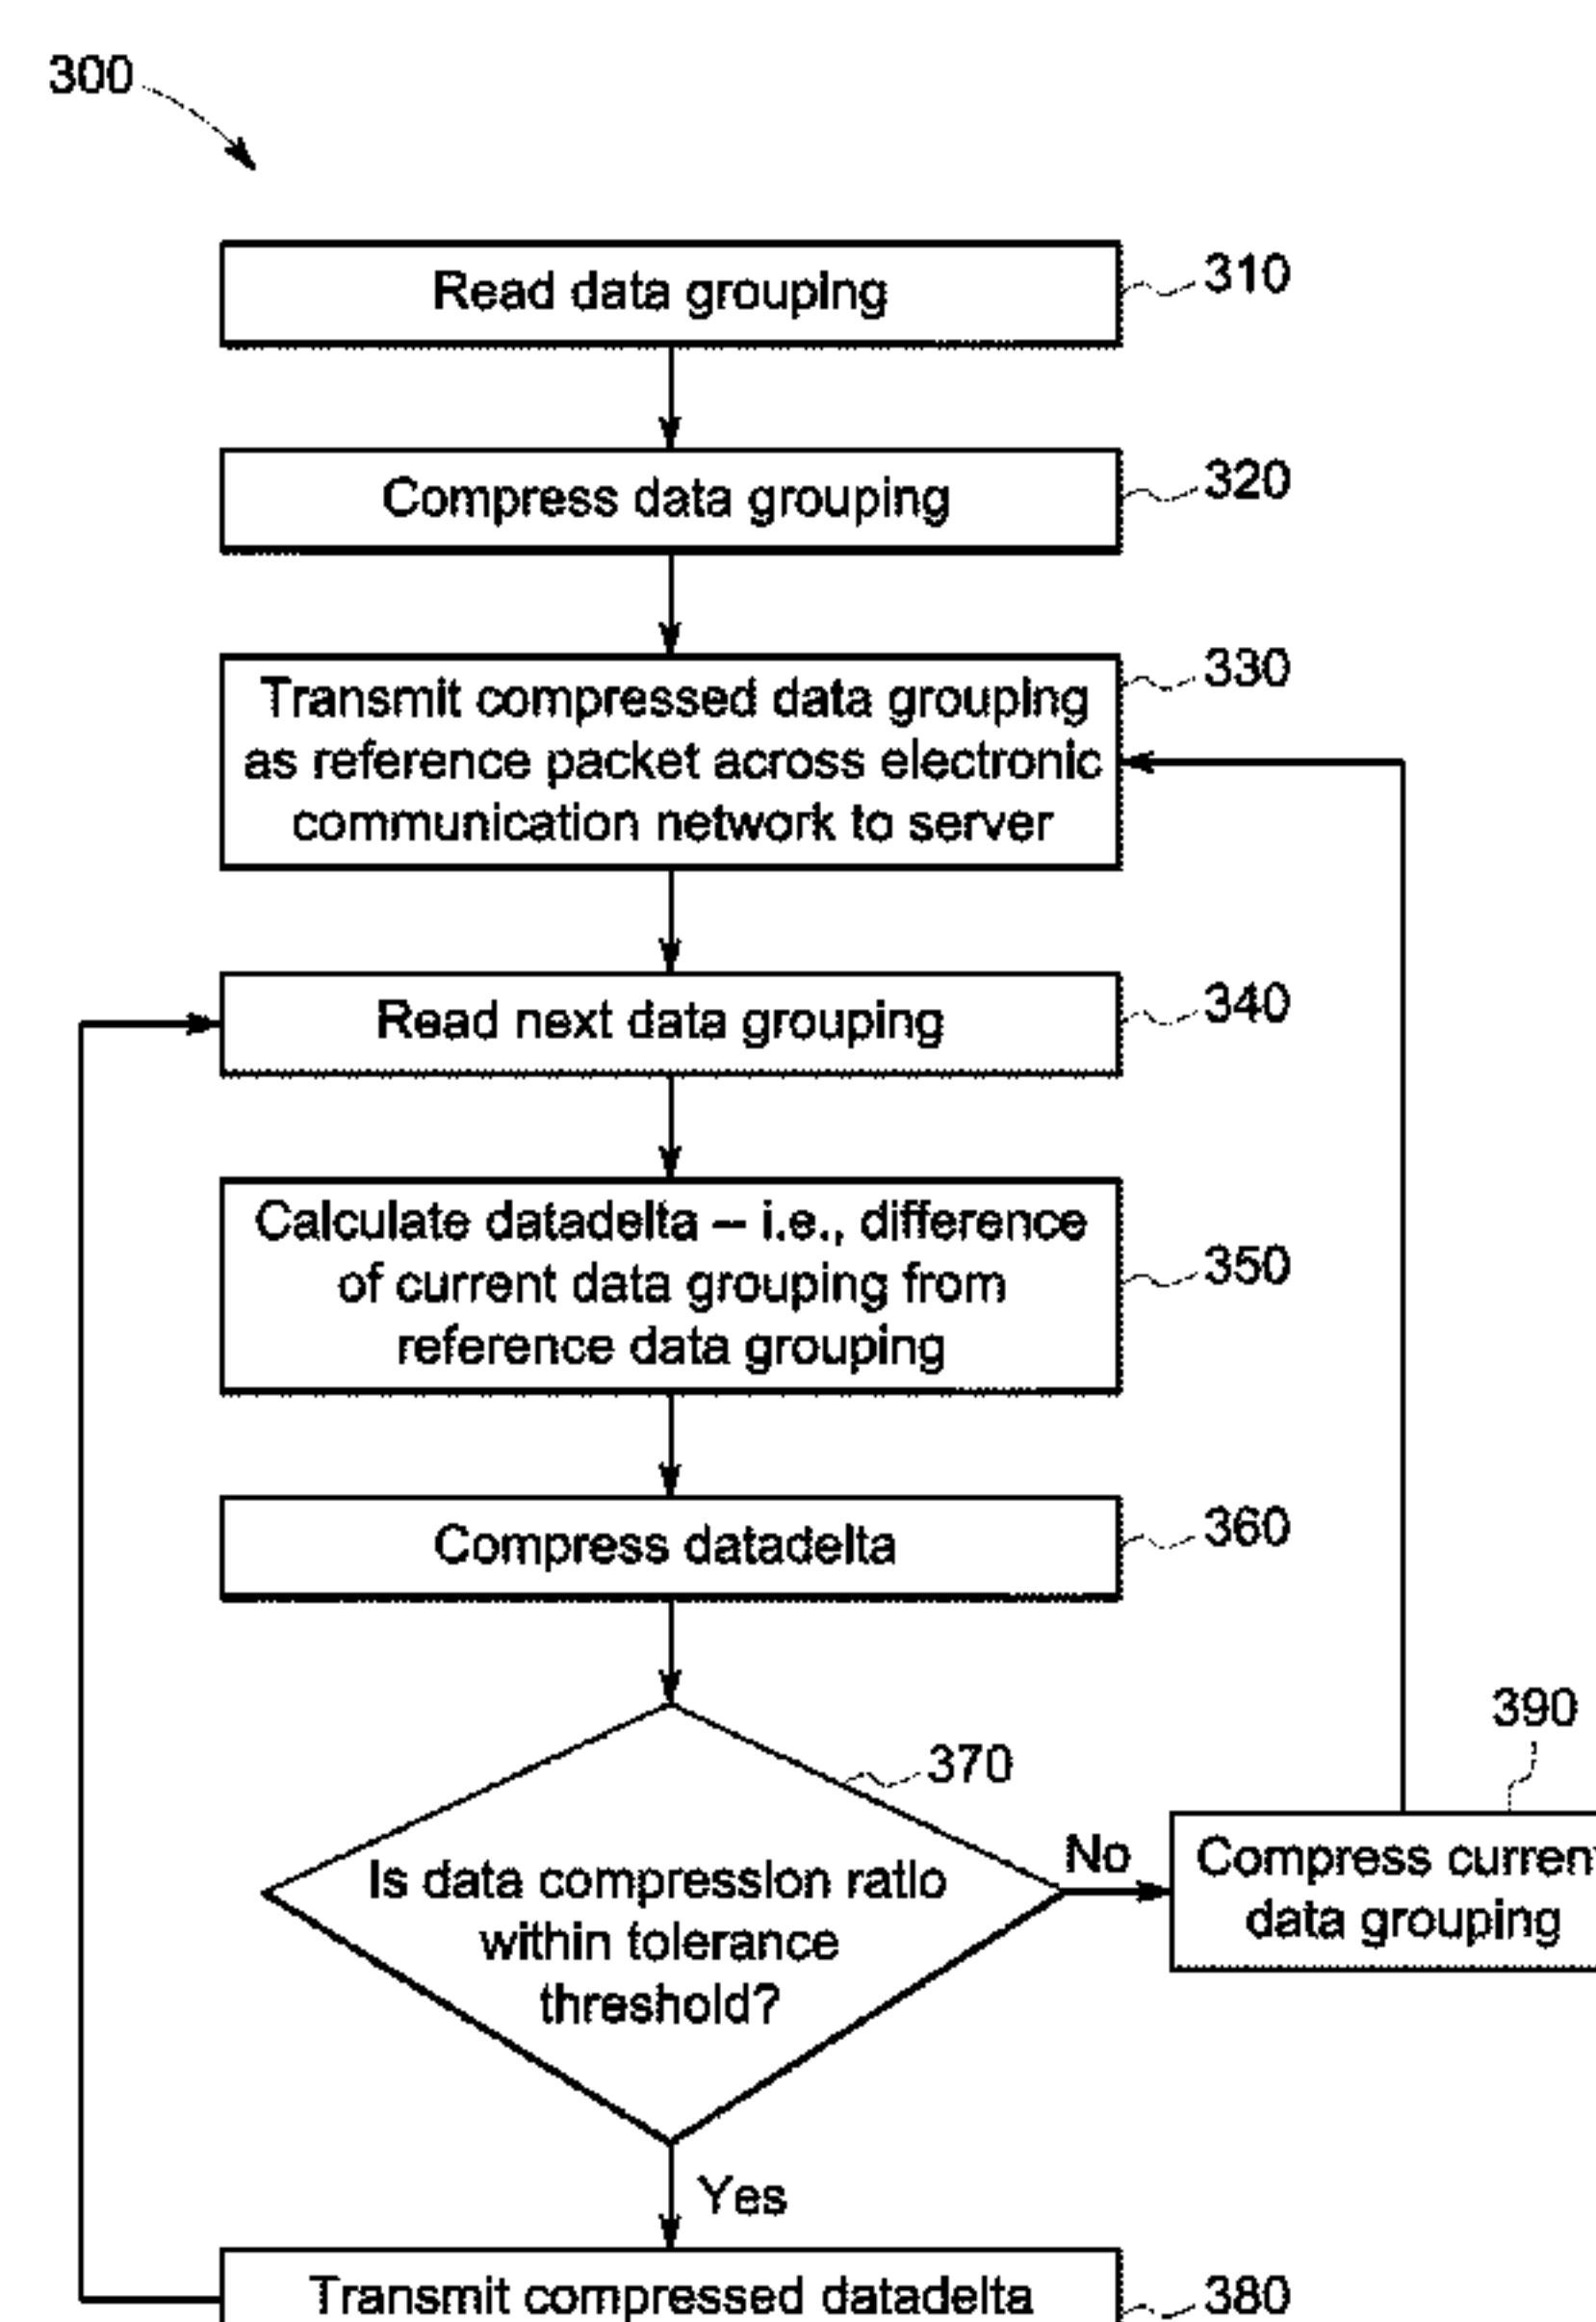 300
Read data grouping
310
Compress data grouping
320
Transmit compressed data grouping
as reference packet across electronic
communication network to server
330
Read next data grouping
340
Calculate datadelta – i.e., difference
of current data grouping from
reference data grouping
350
Compress datadelta
360
370
Is data compression ratio
within tolerance
threshold?
No
390
Compress current
data grouping
Yes
Transmit compressed datadelta
380